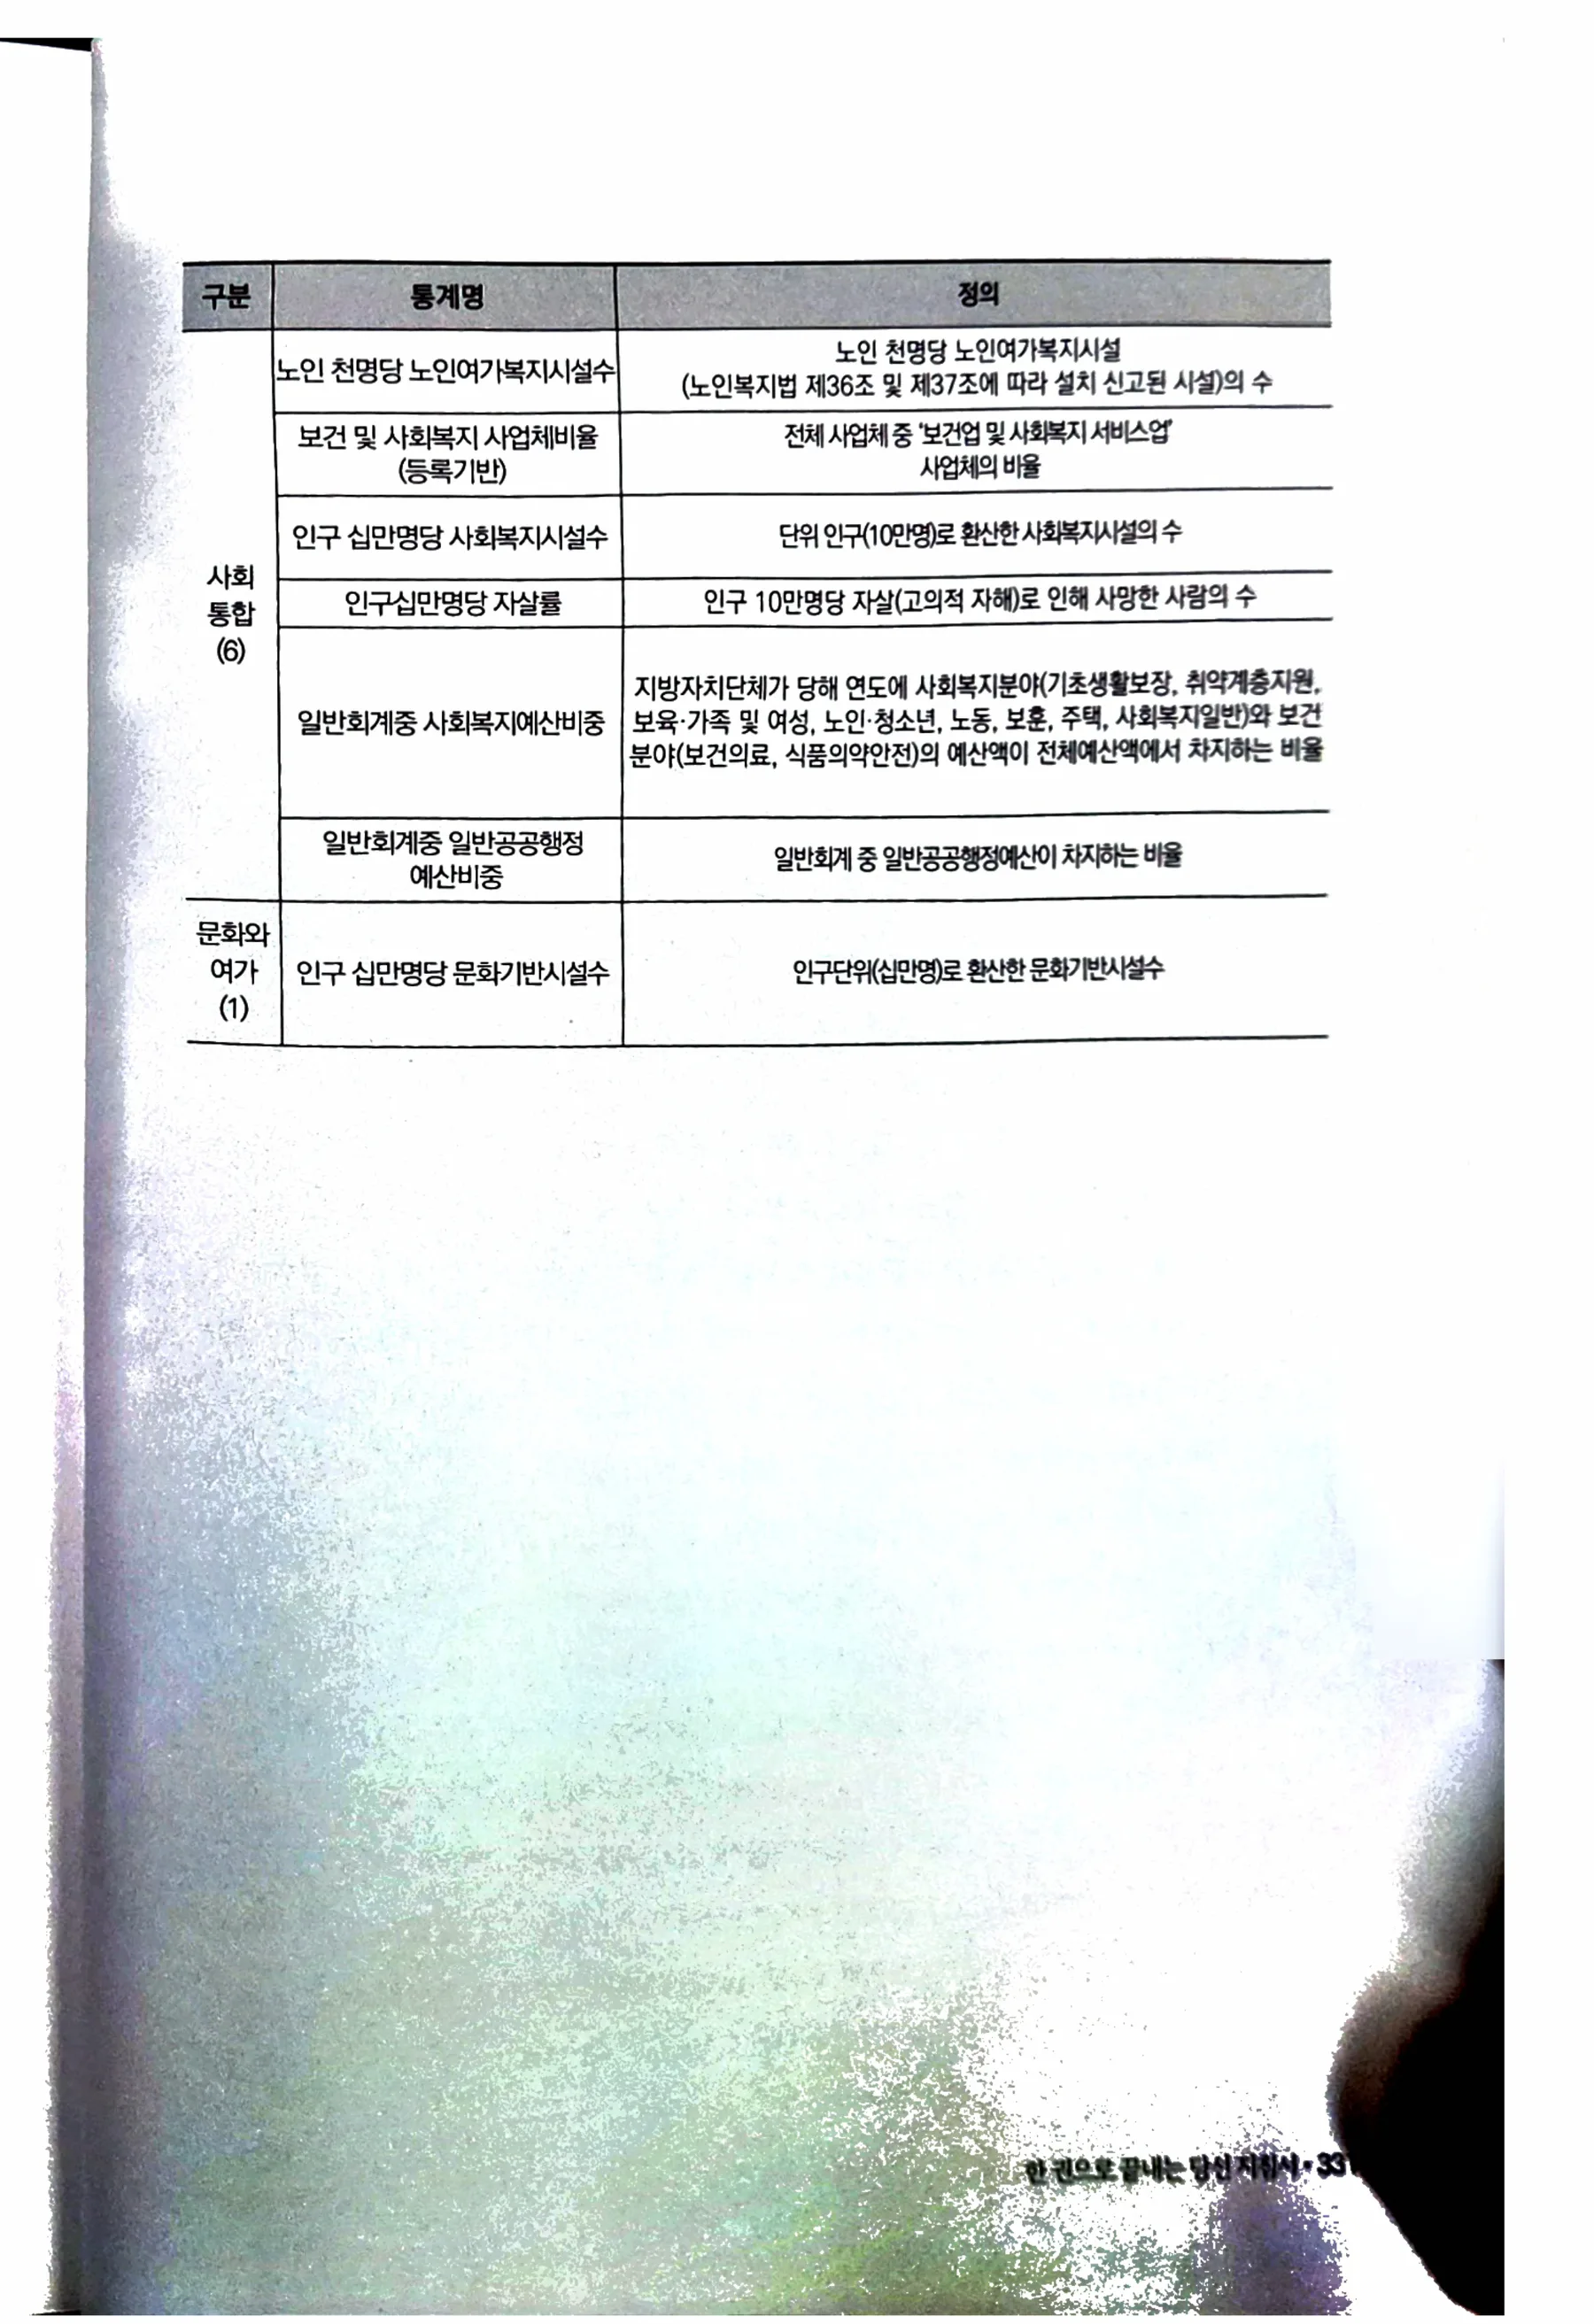 구분 통계명 정의
노인 천명당 노인여가복지시설수
노인 천명당 노인여가복지시설
(노인복지법 제36조 및 제37조에 따라 설치 신고된 시설)의 수
보건 및 사회복지 사업체비율
(등록기반)
전체 사업체 중 '보건업 및 사회복지 서비스업'
사업체의 비율
인구 십만명당 사회복지시설수
단위 인구(10만명)로 환산한 사회복지시설의 수
사회
통합
(6)
인구십만명당 자살률
인구 10만명당 자살(고의적 자해)로 인해 사망한 사람의 수
일반회계중 사회복지예산비중
지방자치단체가 당해 연도에 사회복지분야(기초생활보장, 취약계층지원,
보육·가족 및 여성, 노인·청소년, 노동, 보훈, 주택, 사회복지일반)와 보건
분야(보건의료, 식품의약안전)의 예산액이 전체예산액에서 차지하는 비율
일반회계중 일반공공행정
예산비중
일반회계 중 일반공공행정예산이 차지하는 비율
문화와
여가
(1)
인구 십만명당 문화기반시설수
인구단위(십만명)로 환산한 문화기반시설수
한 권으로 끝내는 당선 지침서 •